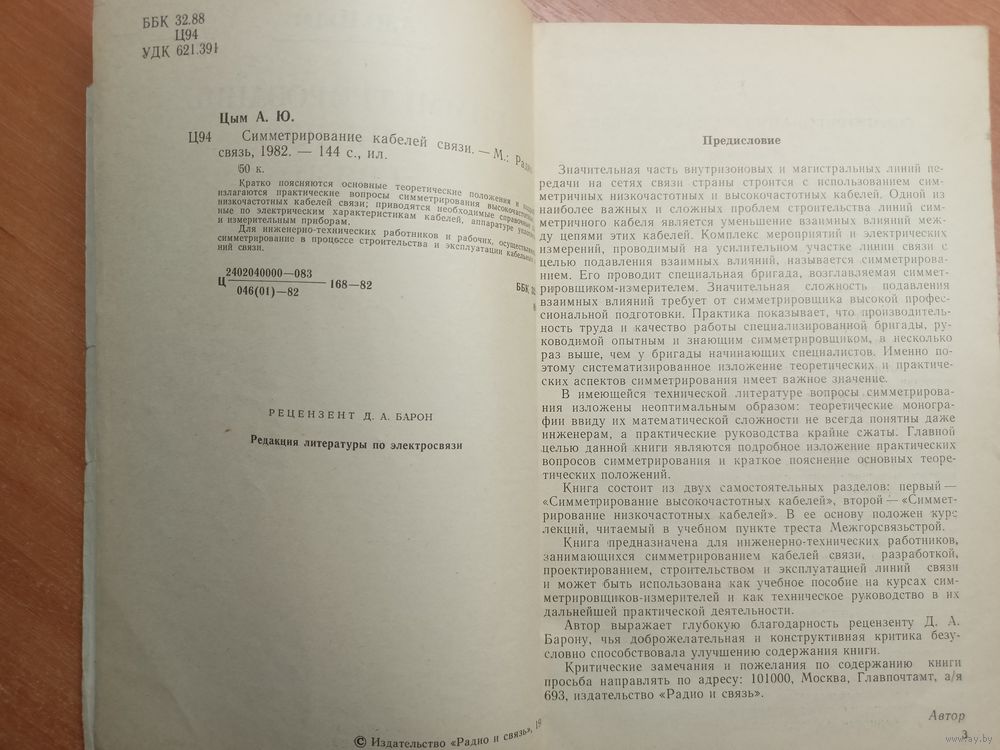 ББК 32.88
Ц94
УДК 621.391
Цым А. Ю.
Ц94 Симметрирование кабелей связи. — М.: Радио
связь, 1982. — 144 с., ил.
50 к.
Кратко поясняются основные теоретические положения и
излагаются практические вопросы симметрирования высокочастотных
низкочастотных кабелей связи; приводятся необходимые справочные
ные по электрическим характеристикам кабелей, аппаратуре
и измерительным приборам.
Для инженерно-технических работников и рабочих,
симметрирование в процессе строительства и эксплуатации кабельных
ний связи.
Ц 2402040000—083
046(01)—82
168—82
ББК
РЕЦЕНЗЕНТ Д. А. БАРОН
Редакция литературы по электросвязи
© Издательство «Радио и связь», 19
Предисловие
Значительная часть внутризоновых и магистральных линий пе-
редачи на сетях связи страны строится с использованием сим-
метричных низкочастотных и высокочастотных кабелей. Одной из
наиболее важных и сложных проблем строительства линий сим-
метричного кабеля является уменьшение взаимных влияний меж-
ду цепями этих кабелей. Комплекс мероприятий и электрических
измерений, проводимый на усилительном участке линии связи с
целью подавления взаимных влияний, называется симметрирова-
нием. Его проводит специальная бригада, возглавляемая симмет-
рировщиком-измерителем. Значительная сложность подавления
взаимных влияний требует от симметрировщика высокой профес-
сиональной подготовки. Практика показывает, что производитель-
ность труда и качество работы специализированной бригады, ру-
ководимой опытным и знающим симметрировщиком, в несколько
раз выше, чем у бригады начинающих специалистов. Именно по-
этому систематизированное изложение теоретических и практиче-
ских аспектов симметрирования имеет важное значение.
В имеющейся технической литературе вопросы симметрирова-
ния изложены неоптимальным образом: теоретические моногра-
фии ввиду их математической сложности не всегда понятны даже
инженерам, а практические руководства крайне сжаты. Главной
целью данной книги являются подробное изложение практических
вопросов симметрирования и краткое пояснение основных теоре-
тических положений.
Книга состоит из двух самостоятельных разделов: первый —
«Симметрирование высокочастотных кабелей», второй — «Симмет-
рирование низкочастотных кабелей». В ее основу положен курс
лекций, читаемый в учебном пункте треста Межгорсвязьстрой.
Книга предназначена для инженерно-технических работников,
занимающихся симметрированием кабелей связи, разработкой,
проектированием, строительством и эксплуатацией линий связи
и может быть использована как учебное пособие на курсах сим-
метрировщиков-измерителей и как техническое руководство в их
дальнейшей практической деятельности.
Автор выражает глубокую благодарность рецензенту Д. А.
Барону, чья доброжелательная и конструктивная критика безу-
словно способствовала улучшению содержания книги.
Критические замечания и пожелания по содержанию книги
просьба направлять по адресу: 101000, Москва, Главпочтамт, а/я
693, издательство «Радио и связь».
Автор
3
www.ay.by